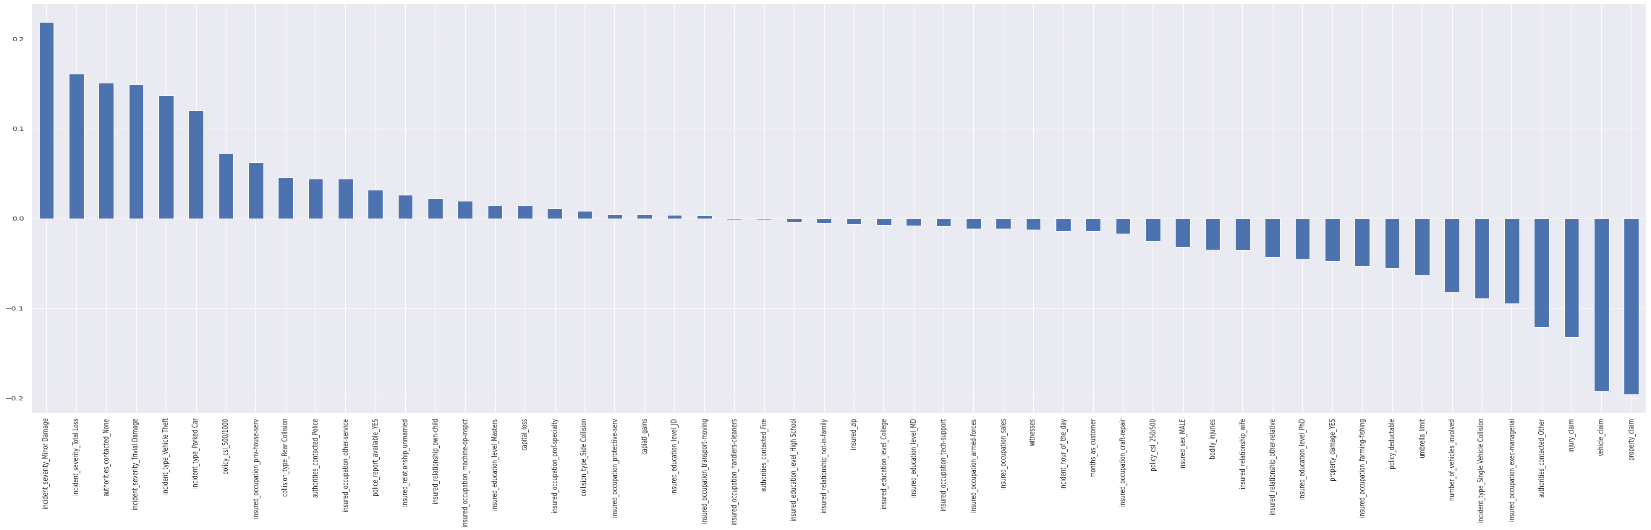 0.2
0.1
0.0
−0.1
−0.2
incident_severity_Minor Damage
incident_severity_Total Loss
authorities_contacted_None
incident_severity_Trivial Damage
incident_type_Vehicle Theft
incident_type_Parked Car
policy_csl_500/1000
insured_occupation_priv-house-serv
collision_type_Rear Collision
authorities_contacted_Police
insured_occupation_other-service
police_report_available_YES
insured_relationship_unmarried
insured_relationship_own-child
insured_occupation_machine-op-inspct
insured_education_level_Masters
capital_loss
insured_occupation_prof-specialty
collision_type_Side Collision
insured_occupation_protective-serv
capiatl_gains
insured_education_level_JD
insured_occupation_transport-moving
insured_occupation_handlers-cleaners
authorities_contacted_Fire
insured_education_level_High School
insured_relationship_not-in-family
insured_zip
insured_education_level_College
insured_education_level_MD
insured_occupation_tech-support
insured_occupation_armed-forces
insured_occupation_sales
witnesses
incident_hour_of_the_day
months_as_customer
insured_occupation_craft-repair
policy_csl_250/500
insured_sex_MALE
bodily_injuries
insured_relationship_wife
insured_relationship_other-relative
insured_education_level_PhD
property_damage_YES
insured_occupation_farming-fishing
policy_deductable
umbrella_limit
number_of_vehicles_involved
incident_type_Single Vehicle Collision
insured_occupation_exec-managerial
authorities_contacted_Other
injury_claim
vehicle_claim
property_claim